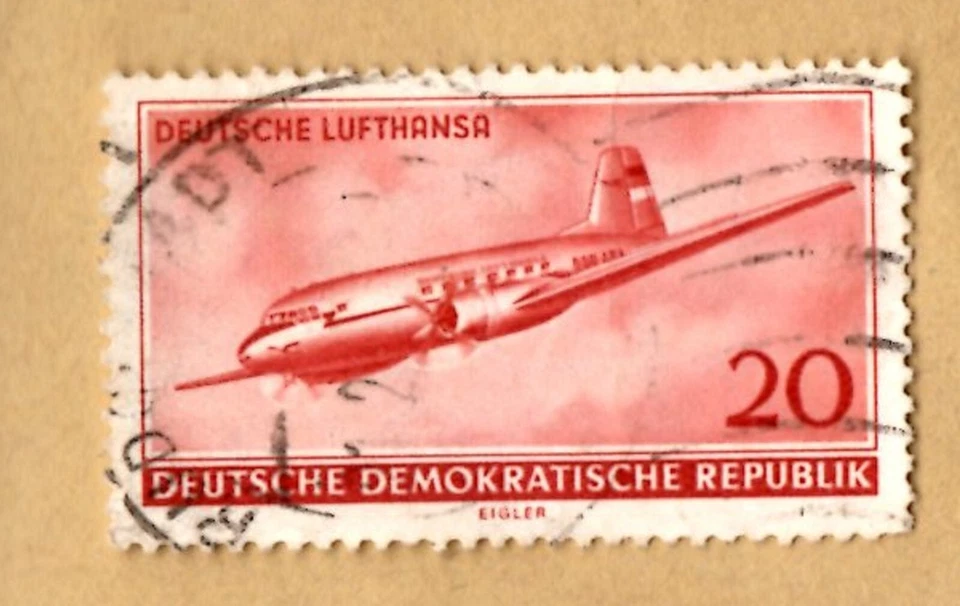 DEUTSCHE LUFTHANSA
20
DEUTSCHE DEMOKRATISCHE REPUBLIK
EIGLER